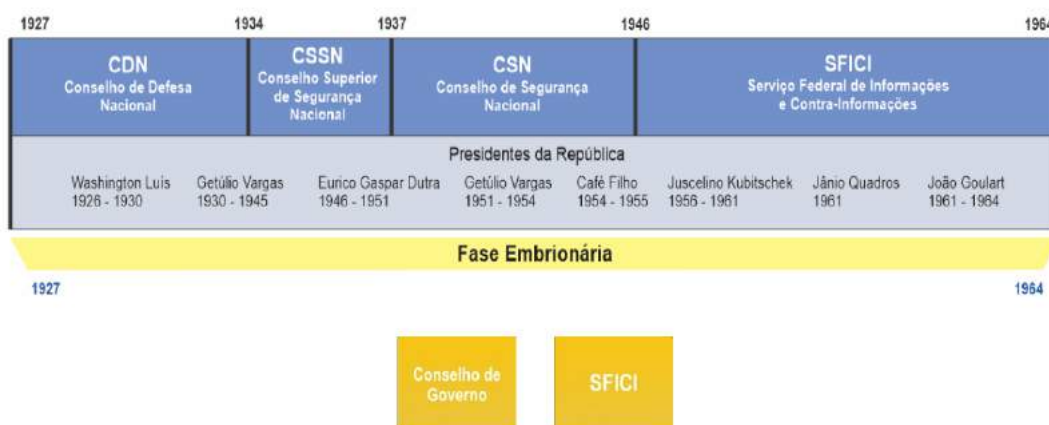 1927 1934 1937 1946 1964
CDN
Conselho de Defesa
Nacional
CSSN
Conselho Superior
de Segurança
Nacional
CSN
Conselho de Segurança
Nacional
SFICI
Serviço Federal de Informações
e Contra-Informações
Presidentes da República
Washington Luís
1926 - 1930
Getúlio Vargas
1930 - 1945
Eurico Gaspar Dutra
1946 - 1951
Getúlio Vargas
1951 - 1954
Café Filho
1954 - 1955
Juscelino Kubitschek
1956 - 1961
Jânio Quadros
1961
João Goulart
1961 - 1964
Fase Embrionária
1927 1964
Conselho de
Governo
SFICI